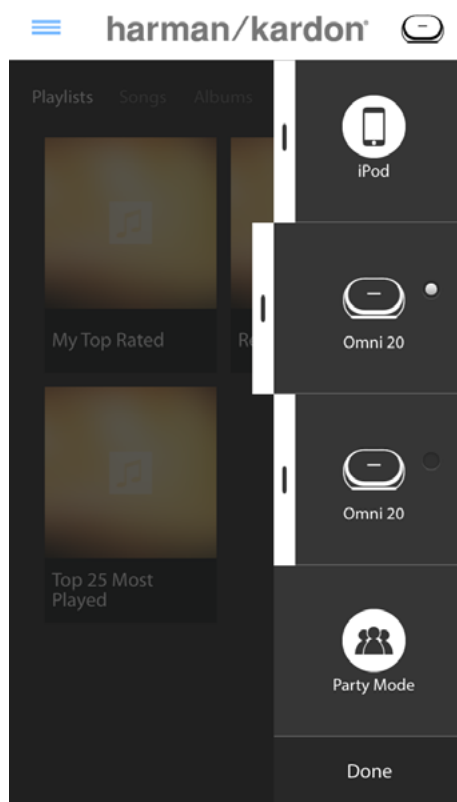 harman/kardon
Playlists Songs Albums
iPod
My Top Rated
Omni 20
Omni 20
Top 25 Most
Played
Party Mode
Done